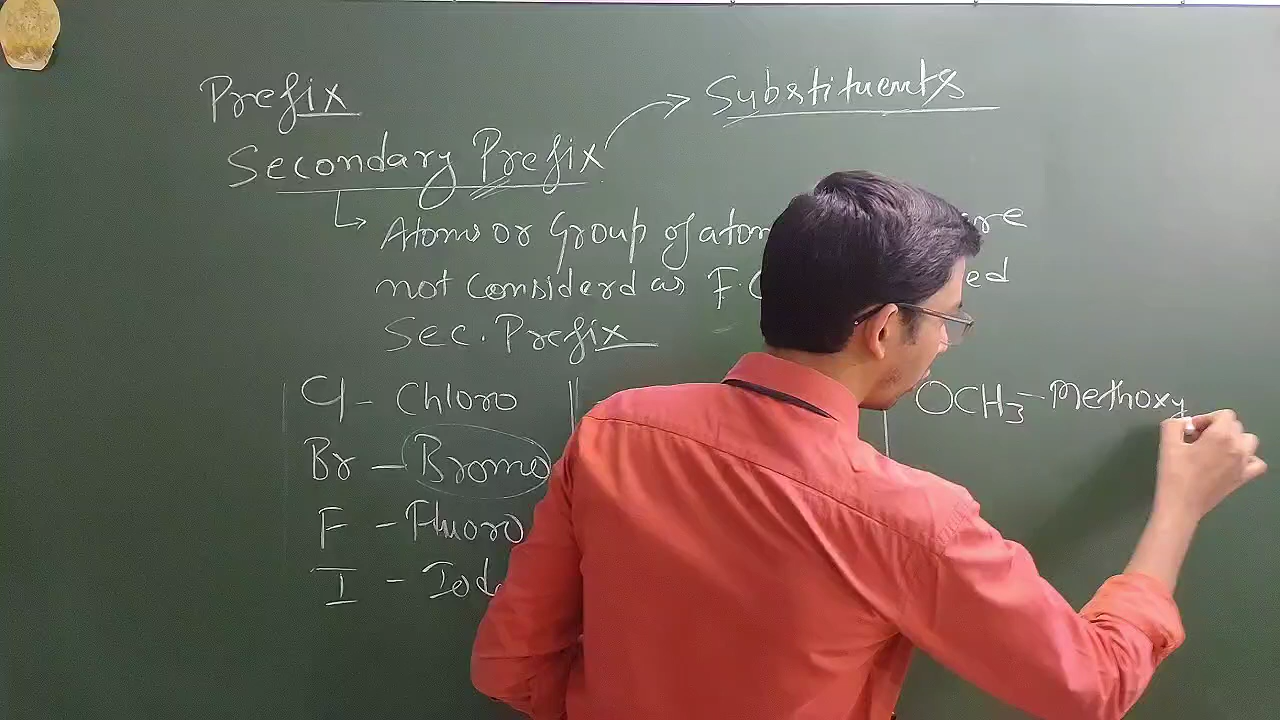 Prefix
Secondary Prefix → Substituents
Atoms or Group of atom
not Considerd as F.
Sec. Prefix
Cl - Chloro
Br - Bromo
F - Fluoro
I - Iodo
OCH3 - Methoxy